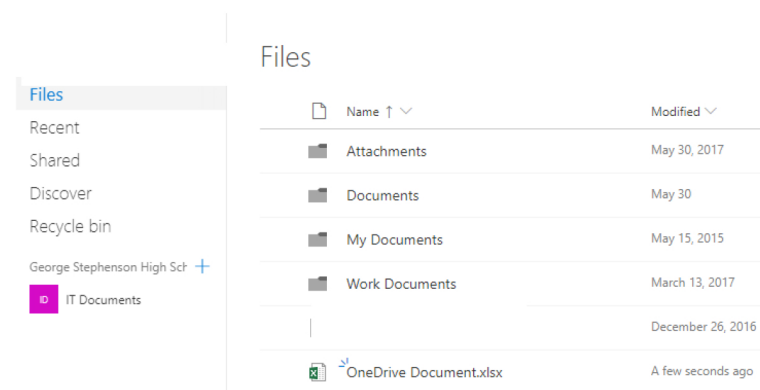 Files
Files
Recent
Shared
Discover
Recycle bin
George Stephenson High Sch
ID IT Documents
Name Modified
Attachments May 30, 2017
Documents May 30
My Documents May 15, 2015
Work Documents March 13, 2017
December 26, 2016
OneDrive Document.xlsx A few seconds ago